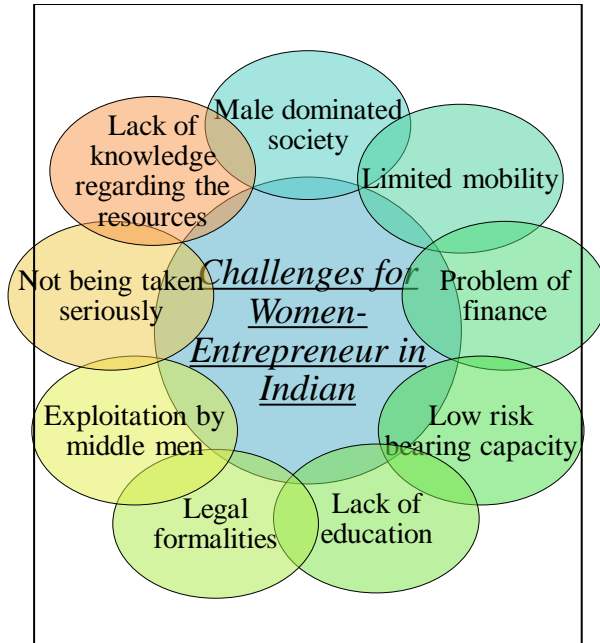 Male dominated
society
Limited mobility
Problem of
finance
Low risk
bearing capacity
Lack of
education
Legal
formalities
Exploitation by
middle men
Not being taken
seriously
Lack of
knowledge
regarding the
resources
Challenges for
Women-
Entrepreneur in
Indian